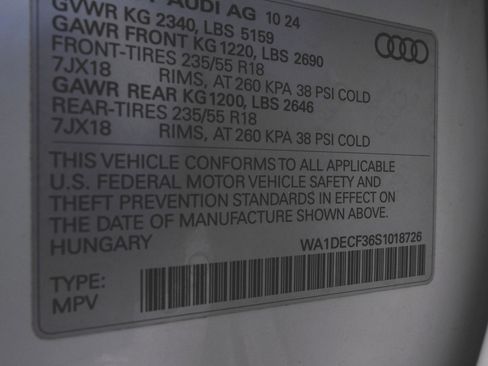 AUDI AG 10 24
GVWR KG 2340, LBS 5159
GAWR FRONT KG 1220, LBS 2690
FRONT-TIRES 235/55 R18
7JX18 RIMS, AT 260 KPA 38 PSI COLD
GAWR REAR KG1200, LBS 2646
REAR-TIRES 235/55 R18
7JX18 RIMS, AT 260 KPA 38 PSI COLD
THIS VEHICLE CONFORMS TO ALL APPLICABLE
U.S. FEDERAL MOTOR VEHICLE SAFETY AND
THEFT PREVENTION STANDARDS IN EFFECT ON
THE DATE OF MANUFACTURE SHOWN ABOVE.
HUNGARY WA1DECF36S1018726
TYPE:
MPV